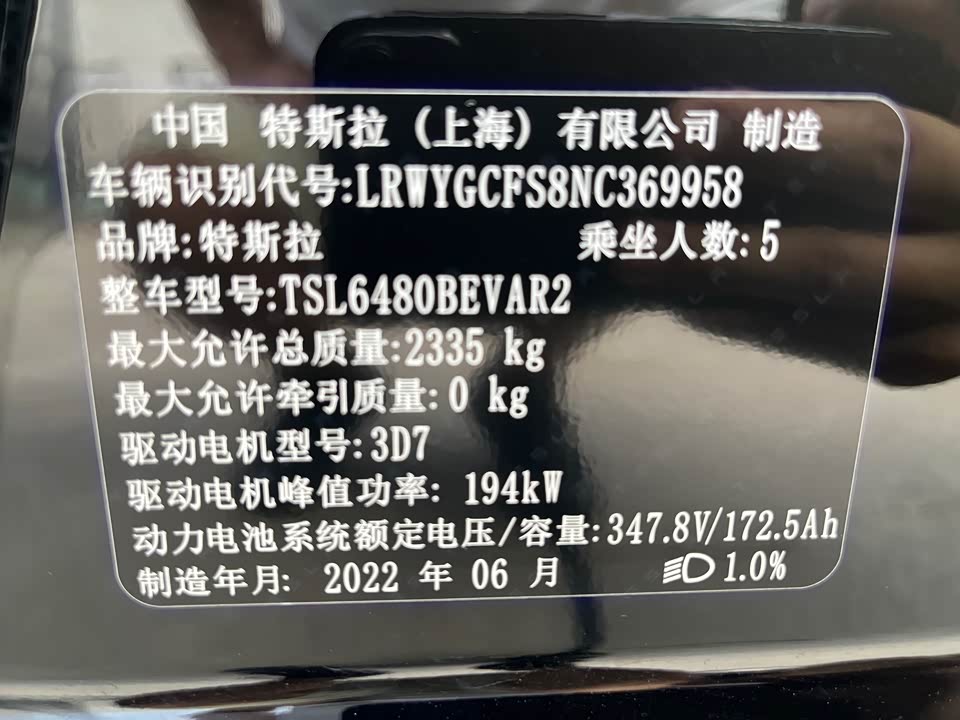 中国 特斯拉 (上海) 有限公司 制造
车辆识别代号:LRWYGCFS8NC369958
品牌:特斯拉 乘坐人数:5
整车型号:TSL6480BEVAR2
最大允许总质量:2335 kg
最大允许牵引质量:0 kg
驱动电机型号:3D7
驱动电机峰值功率: 194kW
动力电池系统额定电压/容量:347.8V/172.5Ah
制造年月: 2022 年 06 月 1.0%